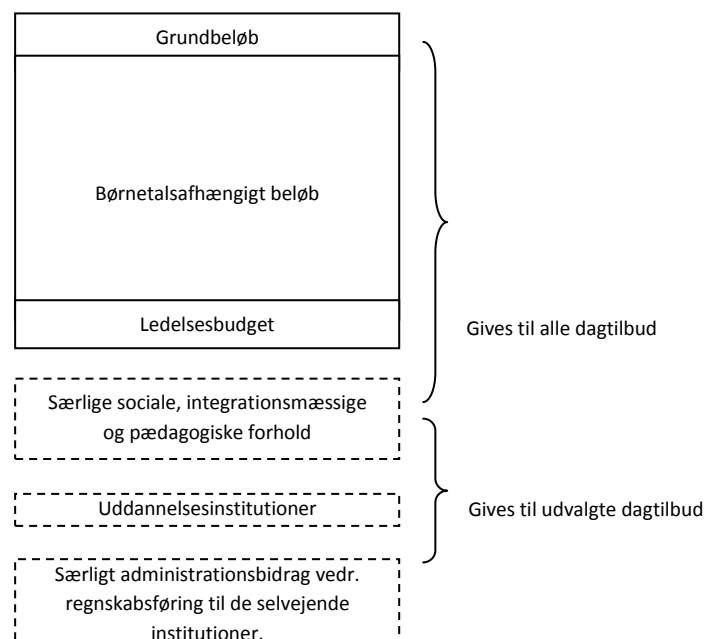 Grundbeløb
Børnetalsafhængigt beløb
Ledelsesbudget
Gives til alle dagtilbud
Særlige sociale, integrationsmæssige
og pædagogiske forhold
Uddannelsesinstitutioner
Gives til udvalgte dagtilbud
Særligt administrationsbidrag vedr.
regnskabsføring til de selvejende
institutioner.